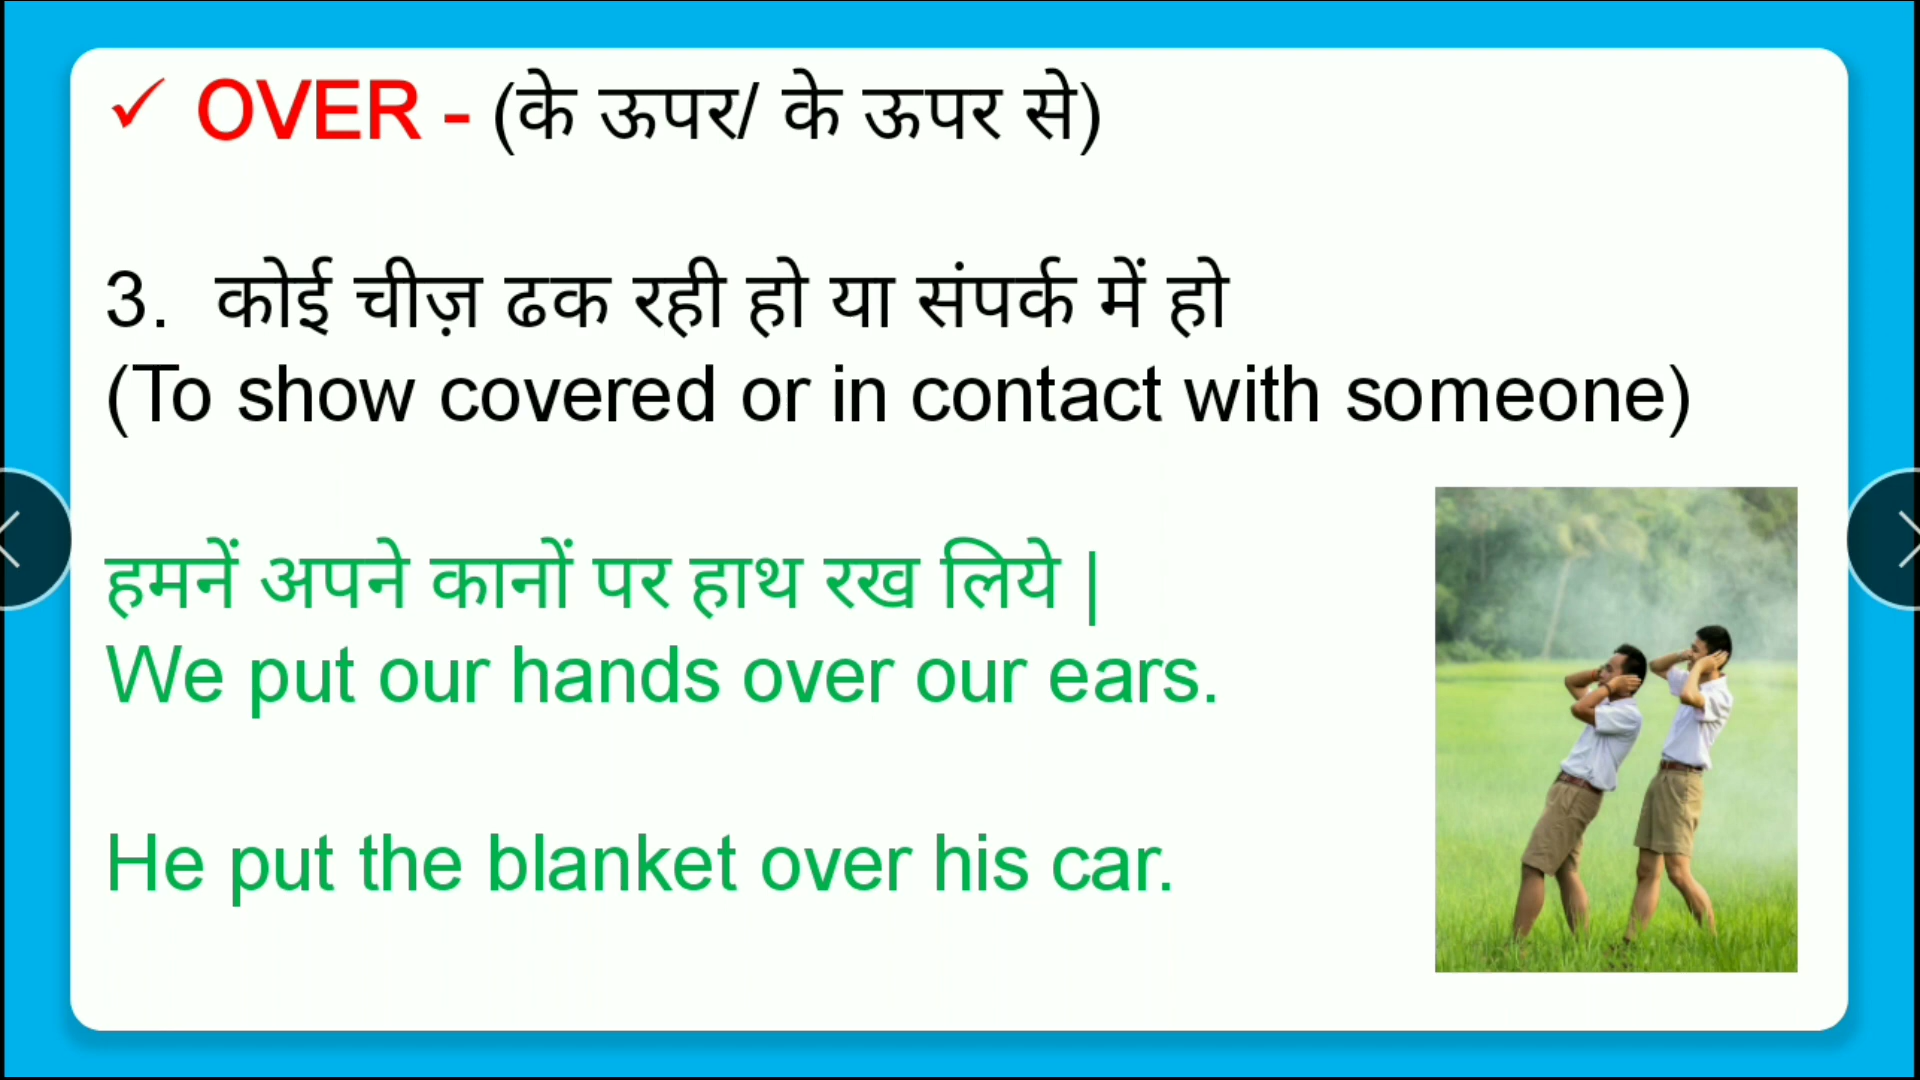 ✓ OVER - (के ऊपर/ के ऊपर से)
3. कोई चीज़ ढक रही हो या संपर्क में हो
(To show covered or in contact with someone)
हमनें अपने कानों पर हाथ रख लिये |
We put our hands over our ears.
He put the blanket over his car.